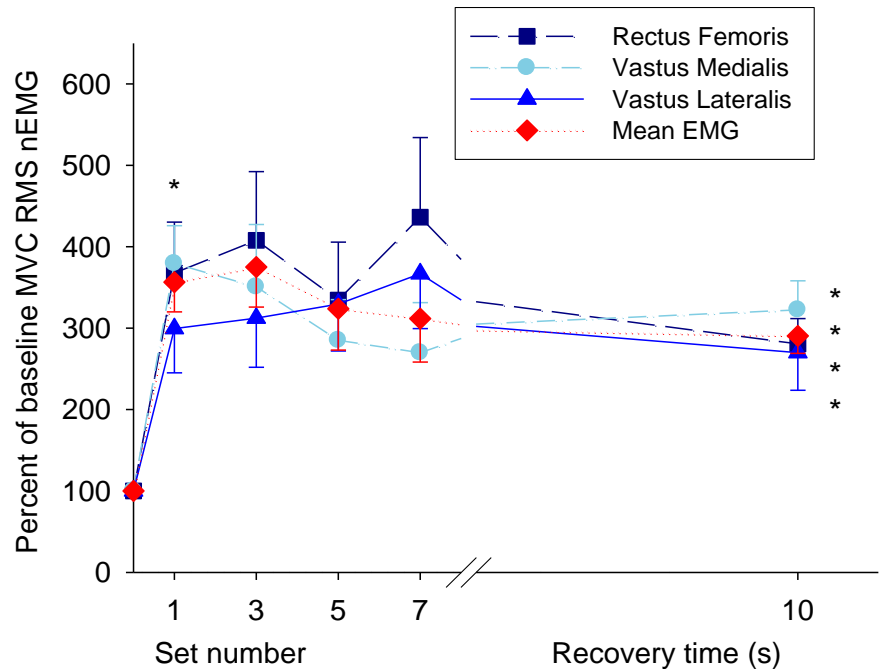 Rectus Femoris
Vastus Medialis
Vastus Lateralis
Mean EMG
Percent of baseline MVC RMS nEMG
600
500
400
300
200
100
0
*
*
*
*
*
1 3 5 7 10
Set number Recovery time (s)